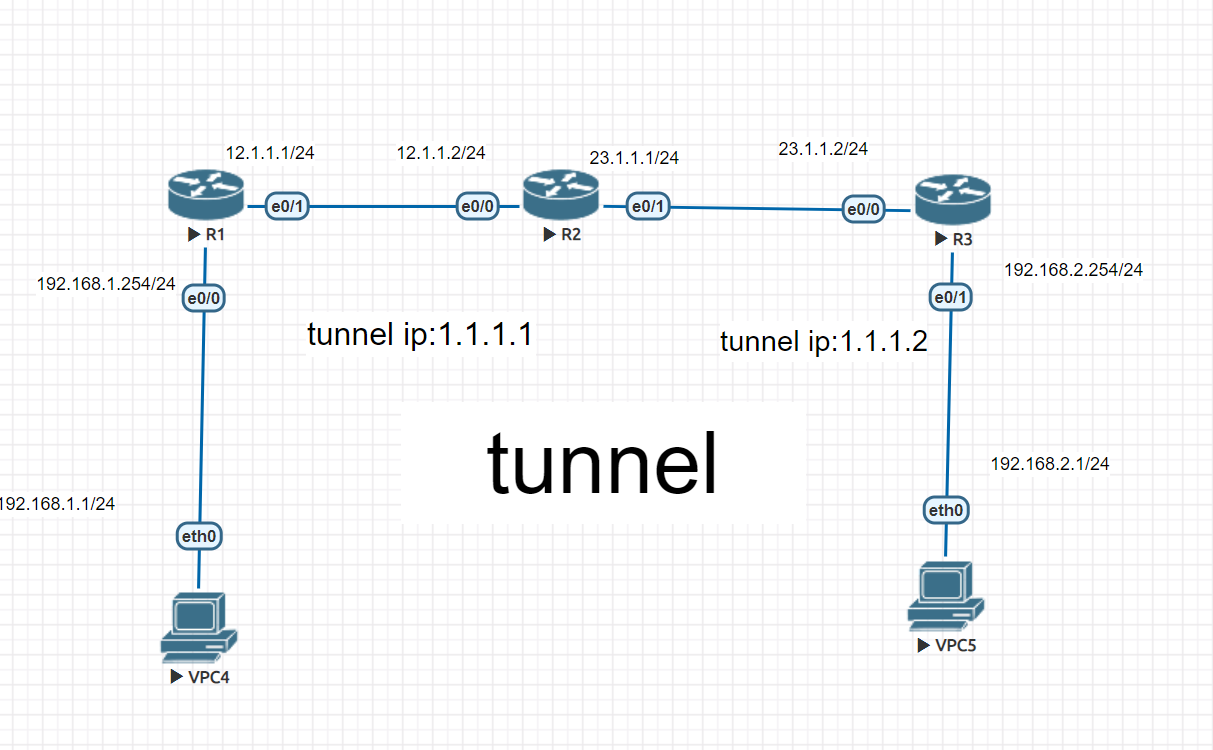 12.1.1.1/24
12.1.1.2/24
23.1.1.1/24
23.1.1.2/24
e0/1
e0/0
e0/1
e0/0
R1
R2
R3
192.168.1.254/24
e0/0
192.168.2.254/24
e0/1
tunnel ip:1.1.1.1
tunnel ip:1.1.1.2
tunnel
192.168.2.1/24
192.168.1.1/24
eth0
eth0
VPC5
VPC4